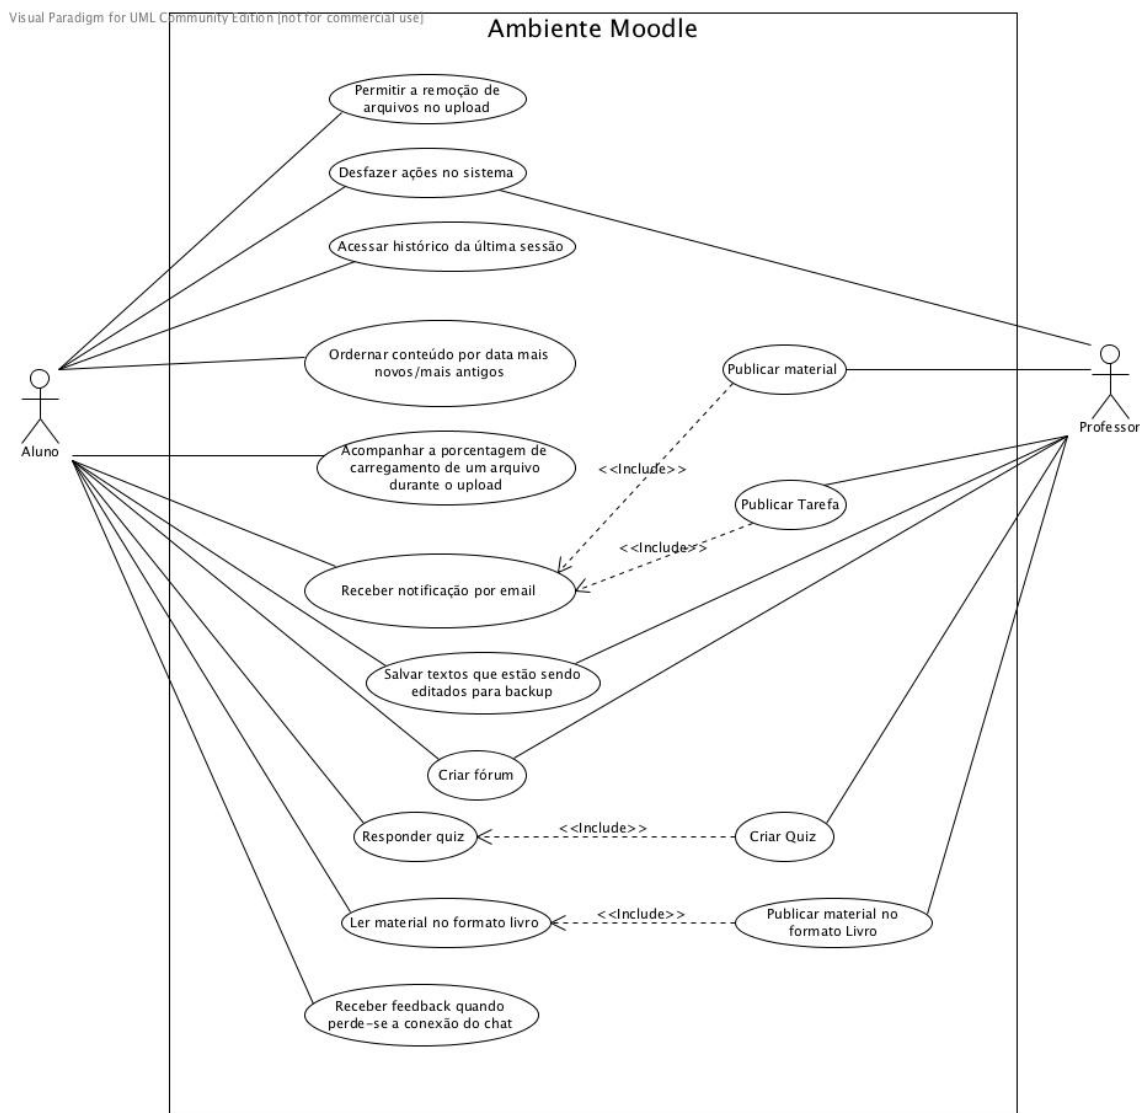 Visual Paradigm for UML Community Edition [not for commercial use]
Ambiente Moodle
Permitir a remoção de
arquivos no upload
Desfazer ações no sistema
Acessar histórico da última sessão
Ordernar conteúdo por data mais
novos/mais antigos
Publicar material
Professor
Aluno
Acompanhar a porcentagem de
carregamento de um arquivo
durante o upload
<<Include>>
Publicar Tarefa
<<Include>>
Receber notificação por email
Salvar textos que estão sendo
editados para backup
Criar fórum
Responder quiz
<<Include>>
Criar Quiz
Ler material no formato livro
<<Include>>
Publicar material no
formato Livro
Receber feedback quando
perde-se a conexão do chat